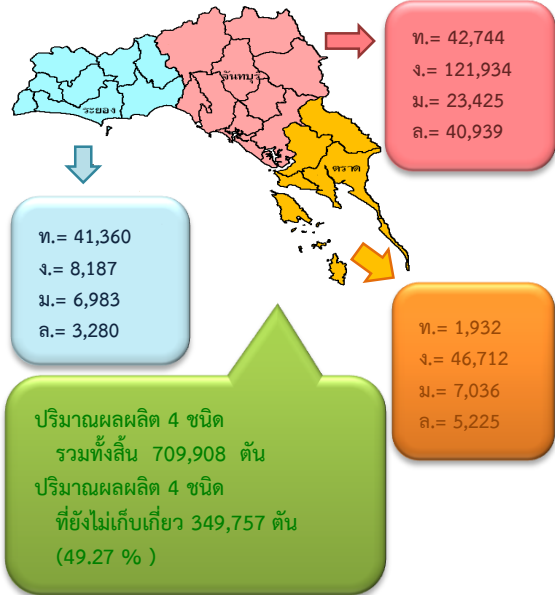 ท.= 42,744
ง.= 121,934
ม.= 23,425
ล.= 40,939
จันทบุรี
ระยอง
ตราด
ท.= 41,360
ง.= 8,187
ม.= 6,983
ล.= 3,280
ท.= 1,932
ง.= 46,712
ม.= 7,036
ล.= 5,225
ปริมาณผลผลิต 4 ชนิด
รวมทั้งสิ้น 709,908 ตัน
ปริมาณผลผลิต 4 ชนิด
ที่ยังไม่เก็บเกี่ยว 349,757 ตัน
(49.27 % )